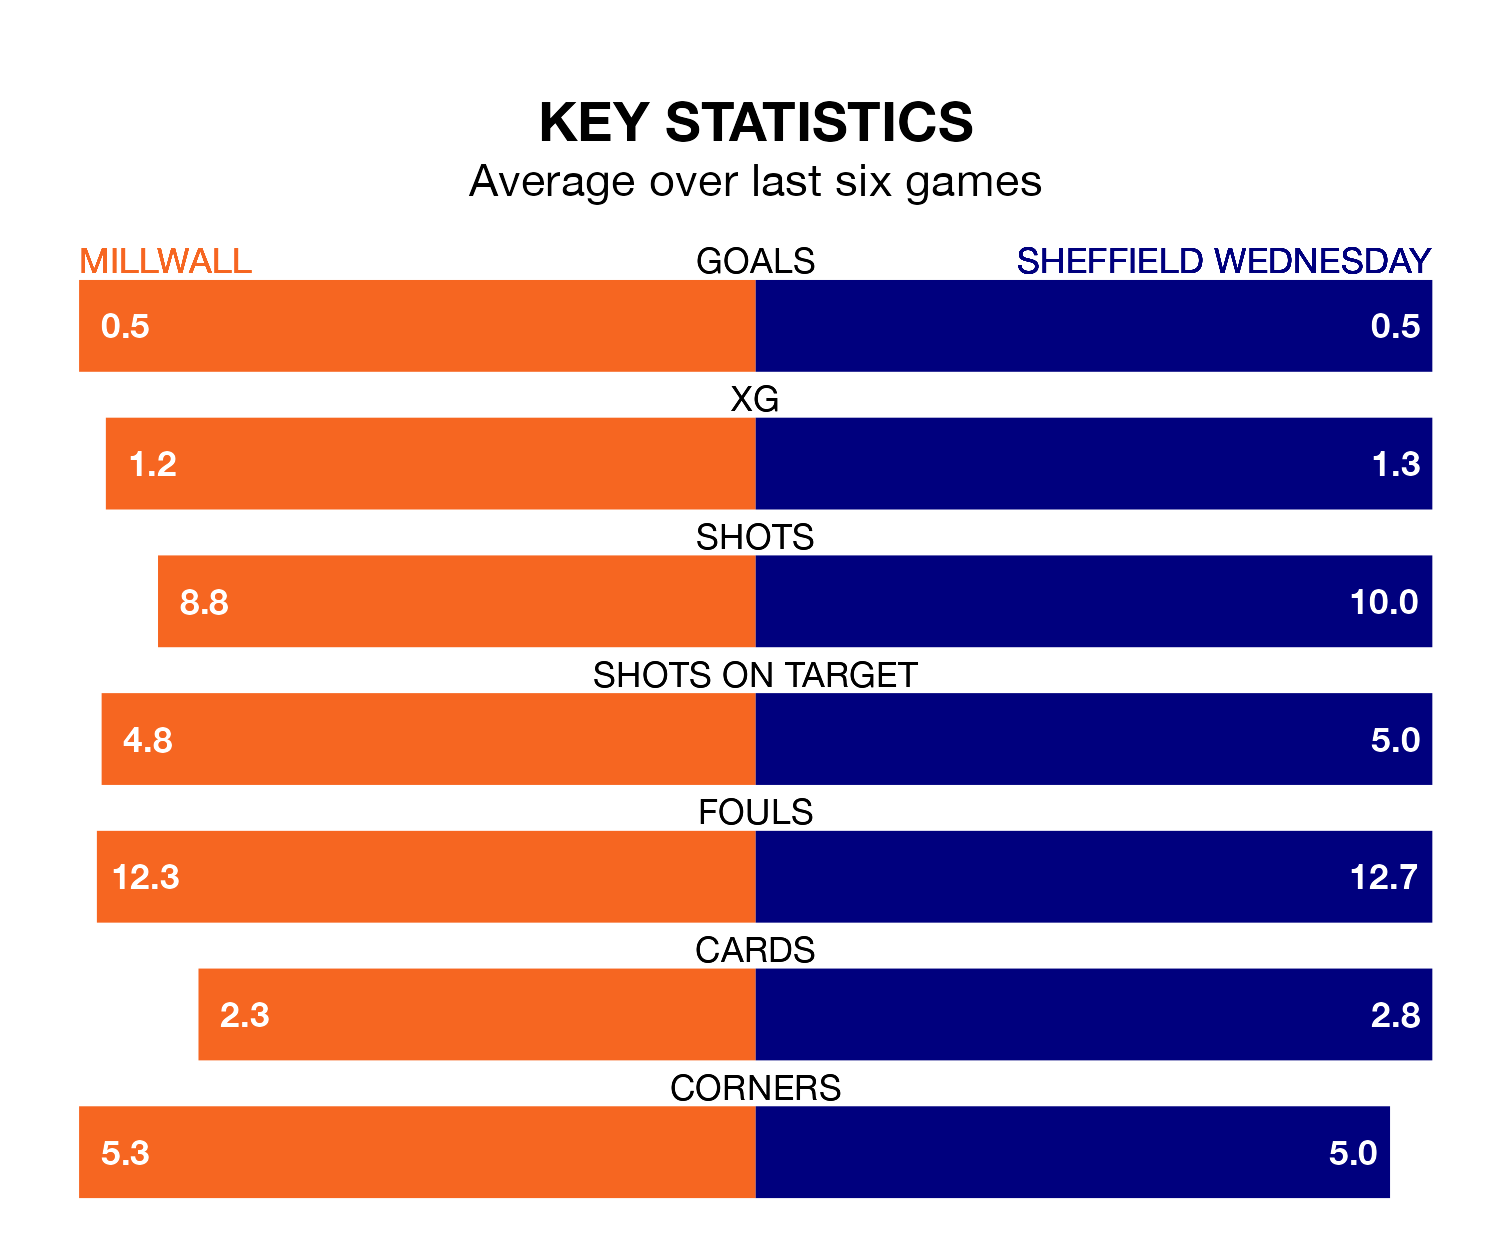 KEY STATISTICS
Average over last six games
MILLWALL GOALS SHEFFIELD WEDNESDAY
0.5 0.5
XG
1.2 1.3
SHOTS
8.8 10.0
SHOTS ON TARGET
4.8 5.0
FOULS
12.3 12.7
CARDS
2.3 2.8
CORNERS
5.3 5.0